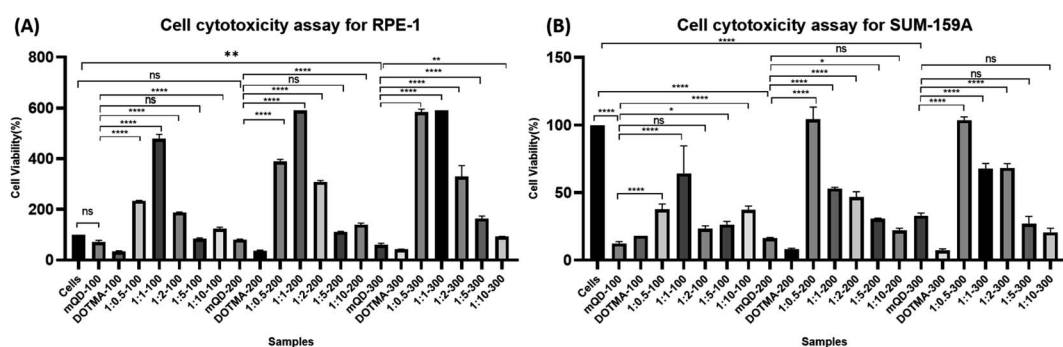 (A)
Cell cytotoxicity assay for RPE-1
Cell Viability(%)
800
600
400
200
0
**
**
ns
****
****
****
ns
ns
****
****
****
****
****
****
****
****
****
ns
Cells
mQD-100
DOTMA-100
1:0.5-100
1:1-100
1:2-100
1:5-100
1:10-100
mQD-200
DOTMA-200
1:0.5-200
1:1-200
1:2-200
1:5-200
1:10-200
mQD-300
DOTMA-300
1:0.5-300
1:1-300
1:2-300
1:5-300
1:10-300
Samples
(B)
Cell cytotoxicity assay for SUM-159A
Cell Viability(%)
150
100
50
0
****
ns
*
ns
ns
****
****
****
****
****
****
****
****
*
ns
****
****
****
Cells
mQD-100
DOTMA-100
1:0.5-100
1:1-100
1:2-100
1:5-100
1:10-100
mQD-200
DOTMA-200
1:0.5-200
1:1-200
1:2-200
1:5-200
1:10-200
mQD-300
DOTMA-300
1:0.5-300
1:1-300
1:2-300
1:5-300
1:10-300
Samples